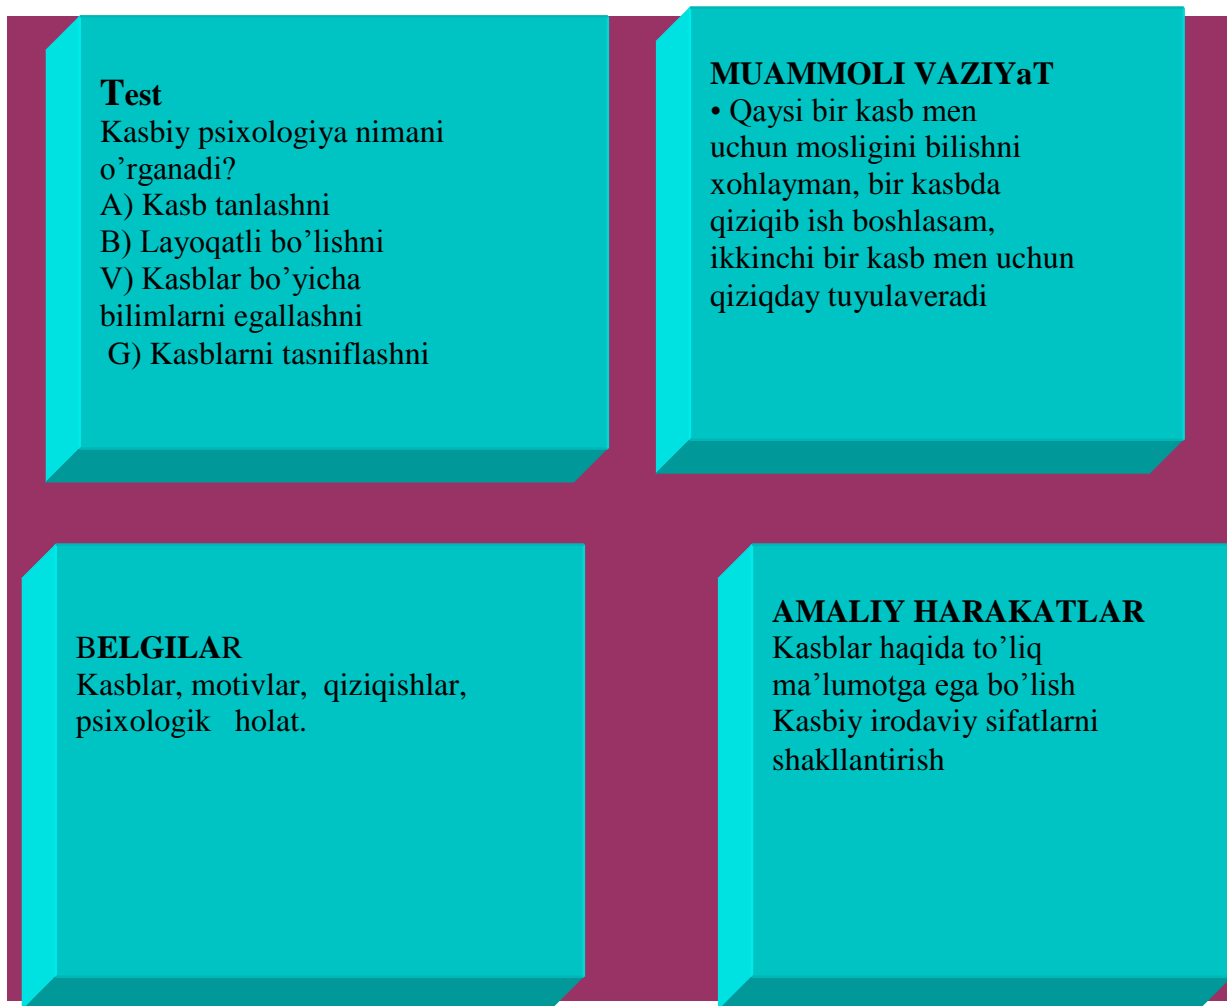 Test
Kasbiy psixologiya nimani
o’rganadi?
A) Kasb tanlashni
B) Layoqatli bo’lishni
V) Kasblar bo’yicha
bilimlarni egallashni
G) Kasblarni tasniflashni
MUAMMOLI VAZIYaT
• Qaysi bir kasb men
uchun mosligini bilishni
xohlayman, bir kasbda
qiziqib ish boshlasam,
ikkinchi bir kasb men uchun
qiziqday tuyulaveradi
BELGILAR
Kasblar, motivlar, qiziqishlar,
psixologik holat.
AMALIY HARAKATLAR
Kasblar haqida to’liq
ma’lumotga ega bo’lish
Kasbiy irodaviy sifatlarni
shakllantirish